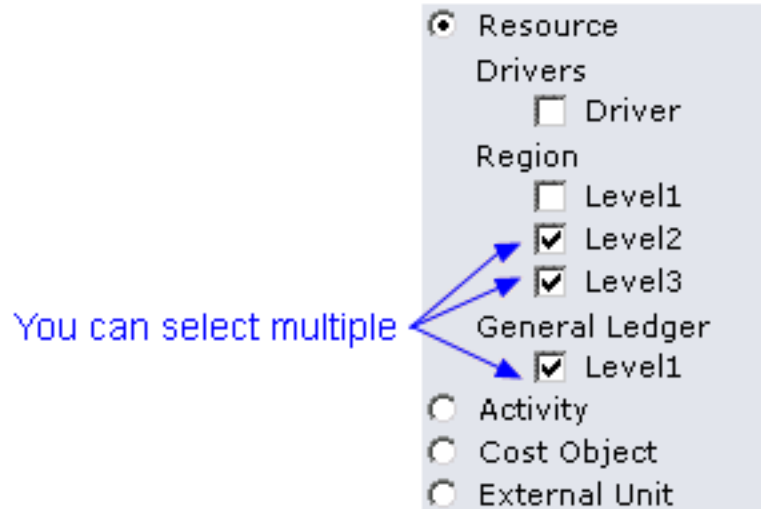 Resource
Drivers
Driver
Region
Level1
Level2
Level3
You can select multiple
General Ledger
Level1
Activity
Cost Object
External Unit